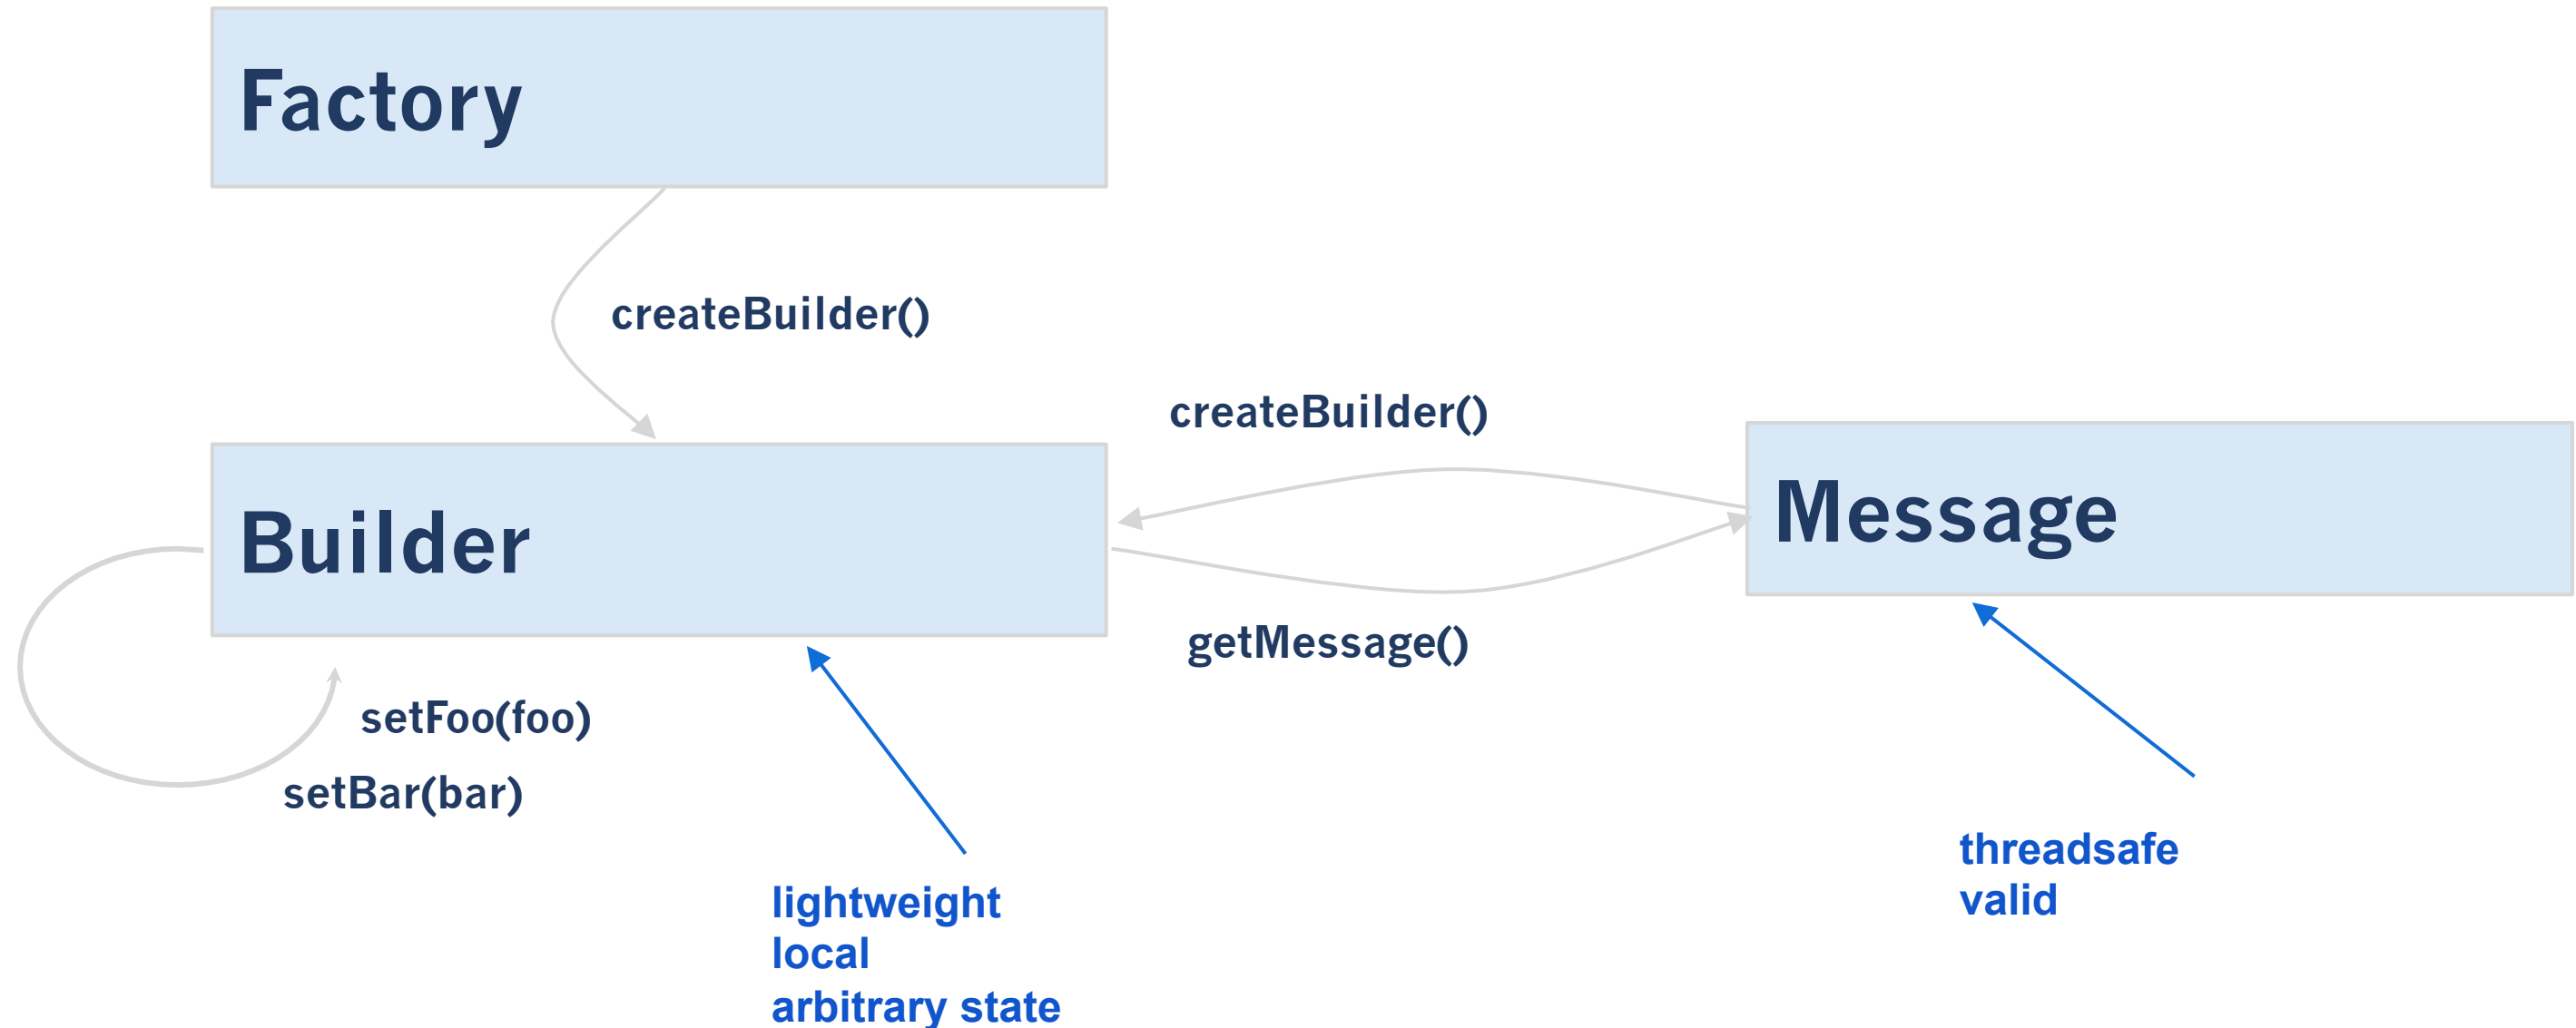 Factory
createBuilder()
createBuilder()
Builder
Message
getMessage()
setFoo(foo)
setBar(bar)
lightweight
local
arbitrary state
threadsafe
valid